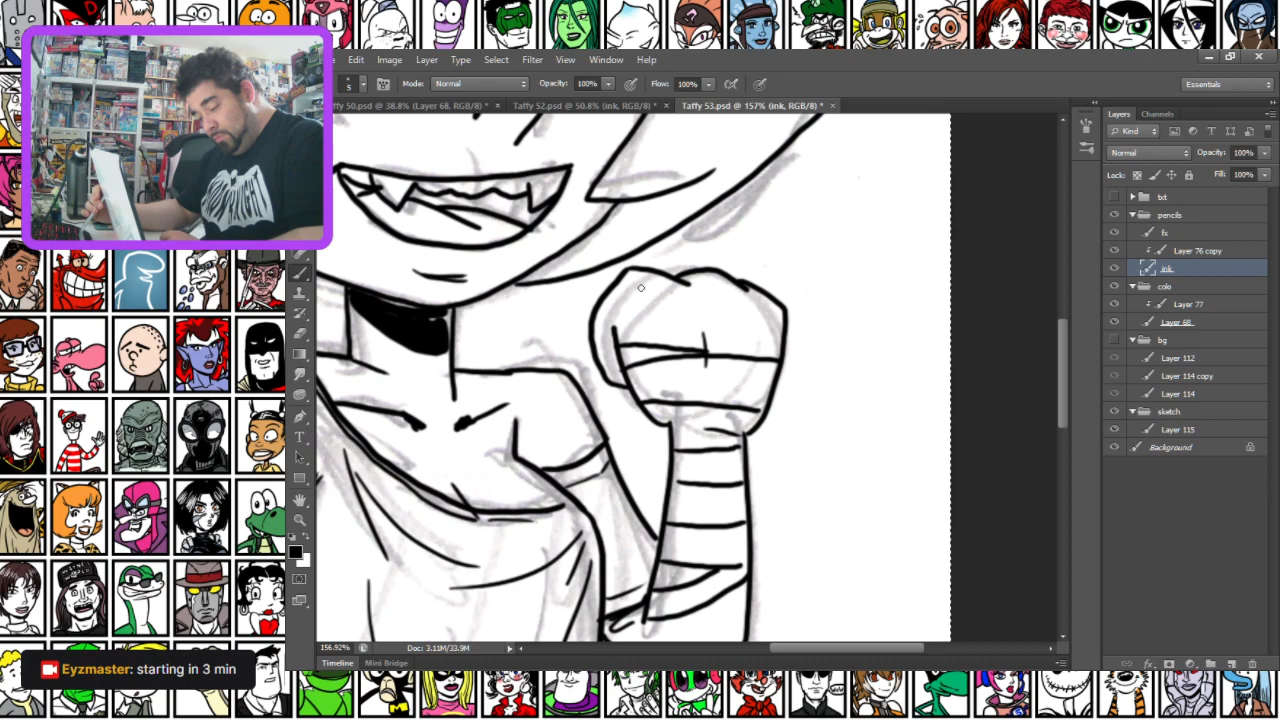 Edit Image Layer Type Select Filter View Window Help
5 Mode: Normal Opacity: 100% Flow: 100% Essentials
Taffy 50.psd @ 38.8% (Layer 68, RGB/8) * × Taffy 52.psd @ 50.8% (ink, RGB/8) * × Taffy 53.psd @ 157% (ink, RGB/8) * ×
Layers Channels
Kind
Normal Opacity: 100%
Lock: Fill: 100%
txt
pencils
fx
Layer 76 copy
ink
colo
Layer 77
Layer 68
bg
Layer 112
Layer 114 copy
Layer 114
sketch
Layer 115
Background
156.92% Doc: 3.11M/33.9M
Timeline Mini Bridge
Eyzmaster: starting in 3 min